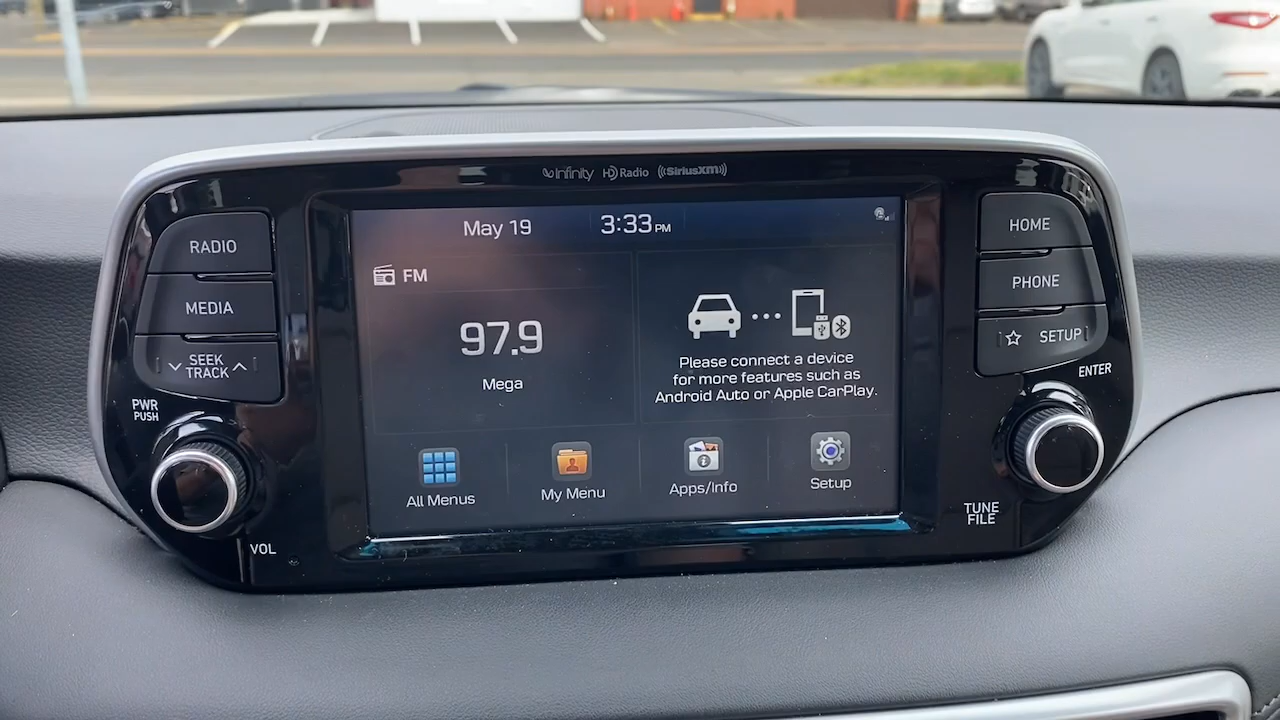 infinity HD Radio ((SiriusXM))
May 19 3:33 PM
RADIO
MEDIA
SEEK
TRACK
PWR
PUSH
VOL
FM
97.9
Mega
Please connect a device
for more features such as
Android Auto or Apple CarPlay.
All Menus
My Menu
Apps/Info
Setup
HOME
PHONE
SETUP
ENTER
TUNE
FILE